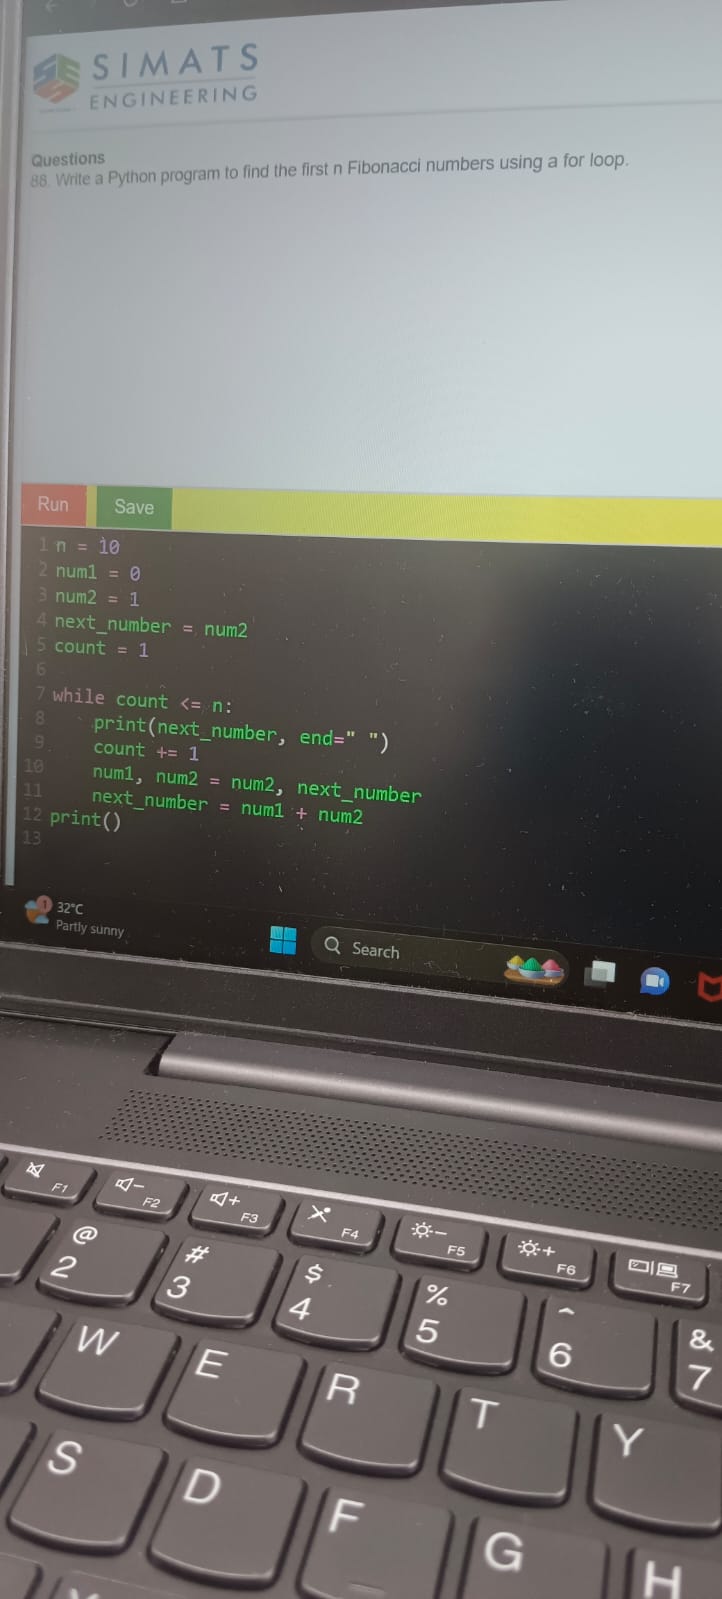 SIMATS
ENGINEERING
Questions
88. Write a Python program to find the first n Fibonacci numbers using a for loop.
Run Save
1 n = 10
2 num1 = 0
3 num2 = 1
4 next_number = num2
5 count = 1
6
7 while count <= n:
8 print(next_number, end=" ")
9 count += 1
10 num1, num2 = num2, next_number
11 next_number = num1 + num2
12 print()
13
1
32°C
Partly sunny
Search
F1 F2 F3 F4 F5 F6 F7
@ # $ % ^ &
2 3 4 5 6 7
W E R T Y
S D F G H